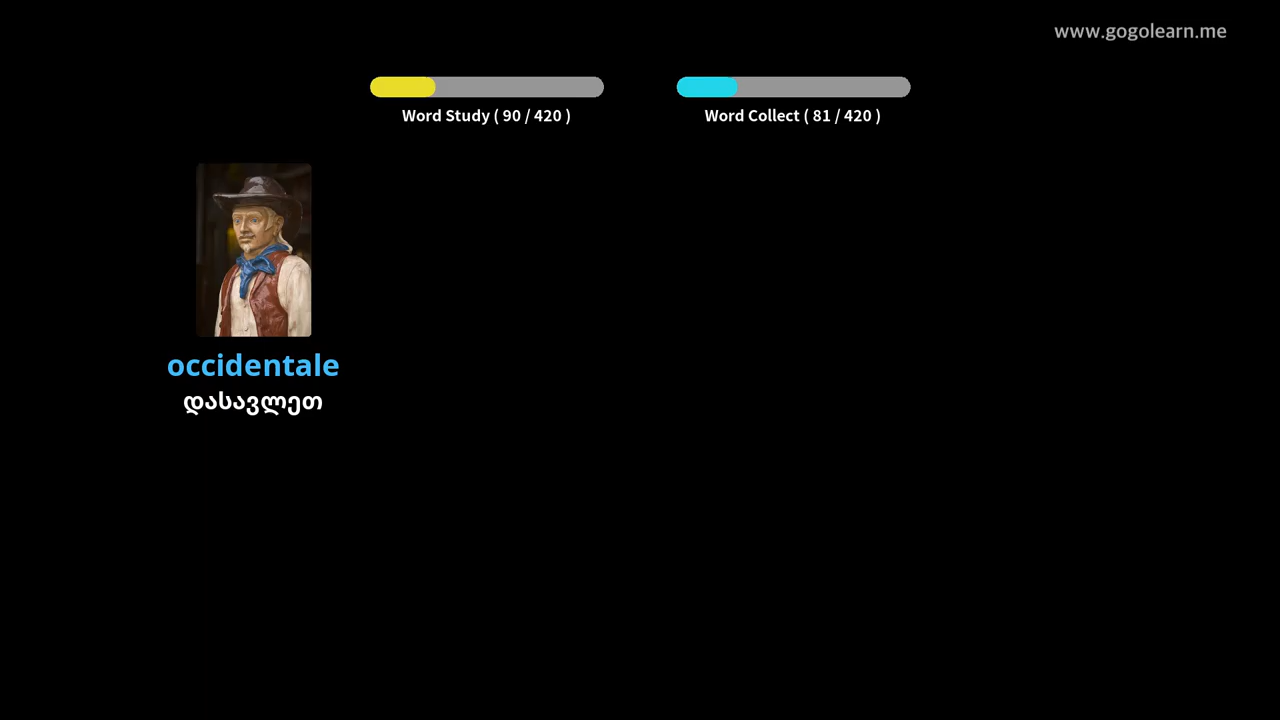 www.gogolearn.me
Word Study ( 90 / 420 )
Word Collect ( 81 / 420 )
occidentale
დასავლეთ